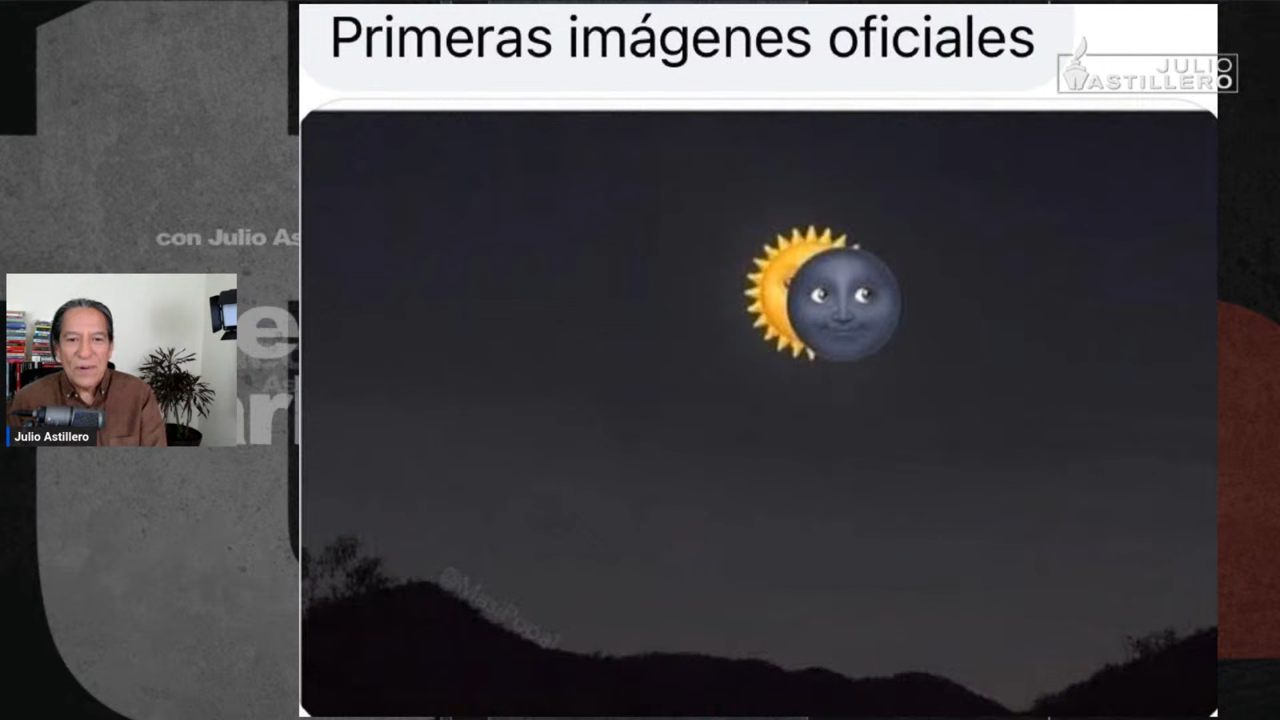 Primeras imágenes oficiales
JULIO
ASTILLERO
con Julio As
Julio Astillero